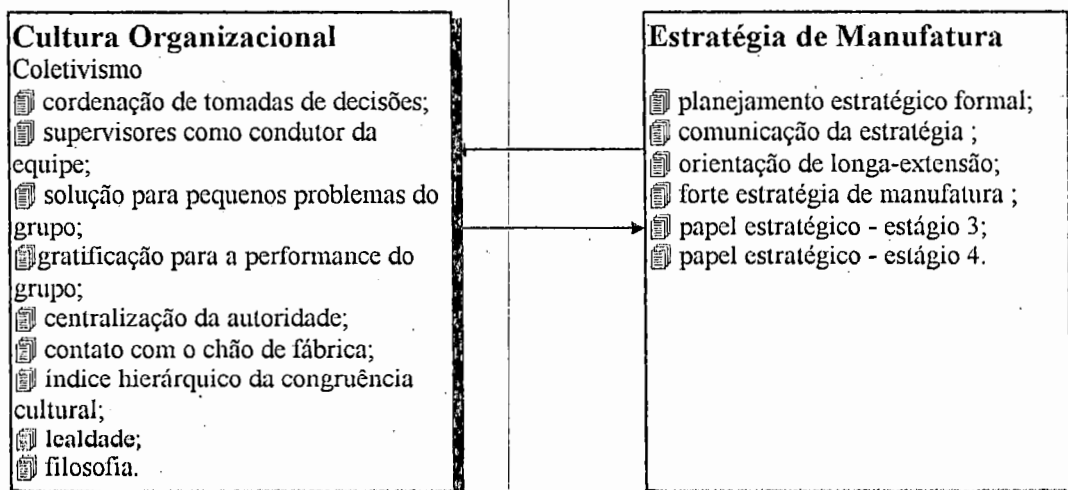 Cultura Organizacional
Coletivismo
cordenação de tomadas de decisões;
supervisores como condutor da
equipe;
solução para pequenos problemas do
grupo;
gratificação para a performance do
grupo;
centralização da autoridade;
contato com o chão de fábrica;
índice hierárquico da congruência
cultural;
lealdade;
filosofia.
Estratégia de Manufatura
planejamento estratégico formal;
comunicação da estratégia ;
orientação de longa-extensão;
forte estratégia de manufatura ;
papel estratégico - estágio 3;
papel estratégico - estágio 4.